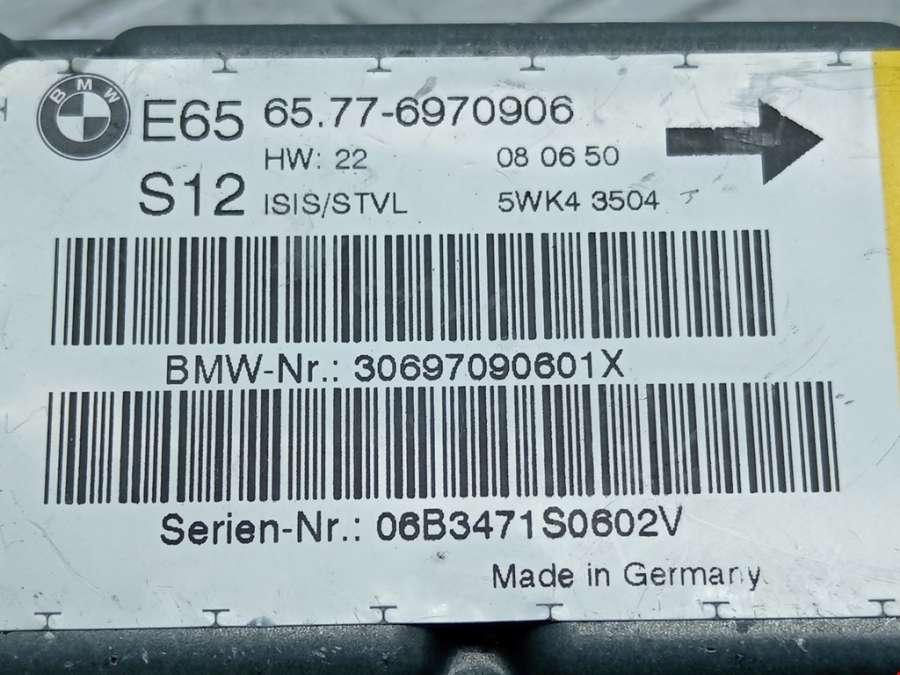 BMW
E65 65.77-6970906
HW: 22 08 06 50
S12 ISIS/STVL 5WK4 3504
BMW-Nr.: 30697090601X
Serien-Nr.: 06B3471S0602V
Made in Germany